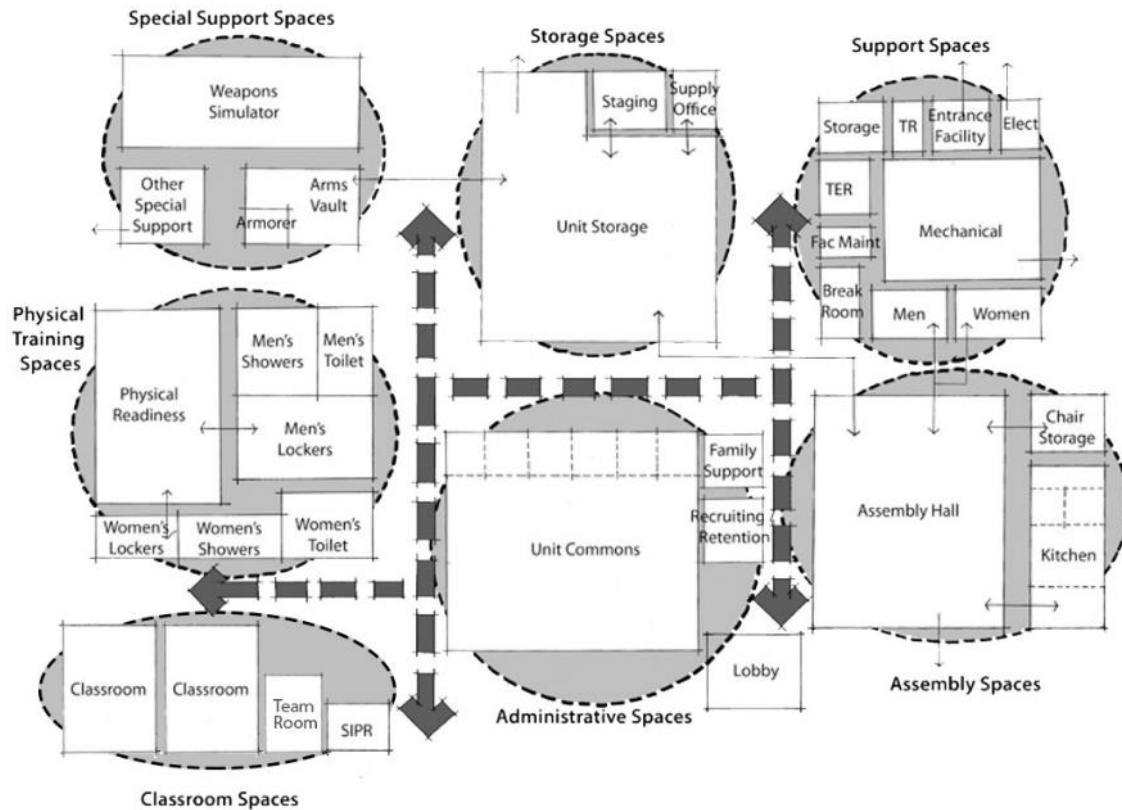 Special Support Spaces
Weapons
Simulator
Other
Special
Support
Arms
Vault
Armorer
Storage Spaces
Staging
Supply
Office
Unit Storage
Support Spaces
Storage
TR
Entrance
Facility
Elect
TER
Mechanical
Fac Maint
Break
Room
Men
Women
Physical
Training
Spaces
Physical
Readiness
Men's
Showers
Men's
Toilet
Men's
Lockers
Women's
Lockers
Women's
Showers
Women's
Toilet
Family
Support
Recruiting
Retention
Unit Commons
Lobby
Administrative Spaces
Chair
Storage
Assembly Hall
Kitchen
Assembly Spaces
Classroom
Classroom
Team
Room
SIPR
Classroom Spaces